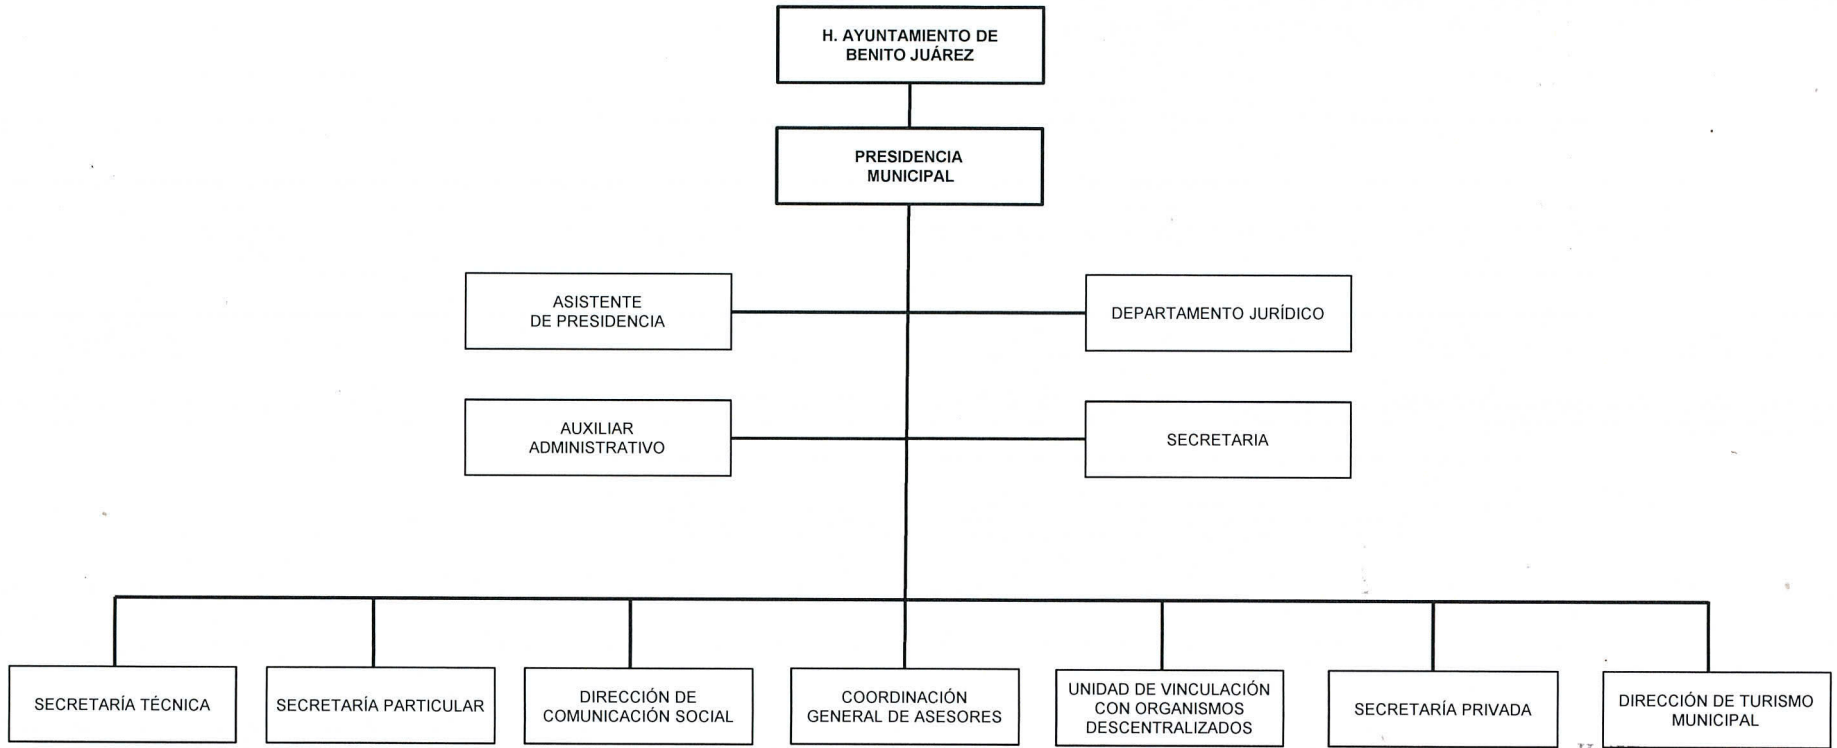 H. AYUNTAMIENTO DE
BENITO JUÁREZ
PRESIDENCIA
MUNICIPAL
ASISTENTE
DE PRESIDENCIA
DEPARTAMENTO JURÍDICO
AUXILIAR
ADMINISTRATIVO
SECRETARIA
SECRETARÍA TÉCNICA
SECRETARÍA PARTICULAR
DIRECCIÓN DE
COMUNICACIÓN SOCIAL
COORDINACIÓN
GENERAL DE ASESORES
UNIDAD DE VINCULACIÓN
CON ORGANISMOS
DESCENTRALIZADOS
SECRETARÍA PRIVADA
DIRECCIÓN DE TURISMO
MUNICIPAL